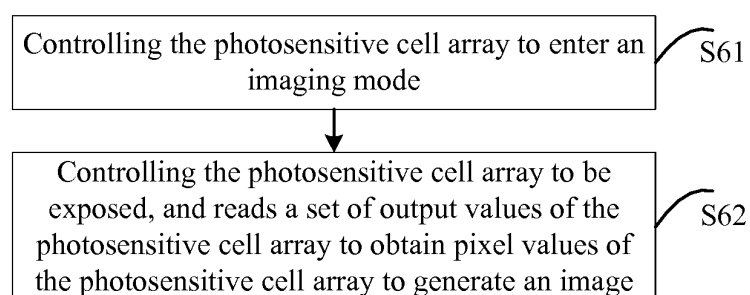 Controlling the photosensitive cell array to enter an
imaging mode
S61
Controlling the photosensitive cell array to be
exposed, and reads a set of output values of the
photosensitive cell array to obtain pixel values of
the photosensitive cell array to generate an image
S62